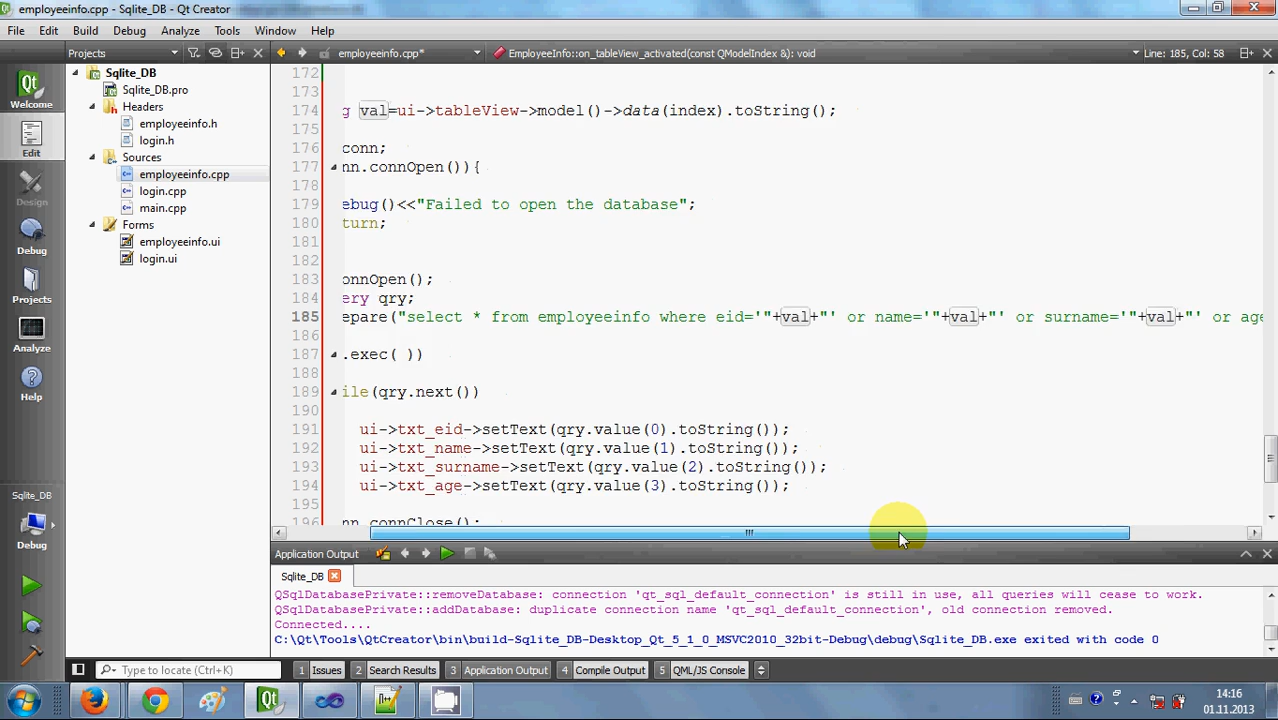 employeeinfo.cpp - Sqlite_DB - Qt Creator
File Edit Build Debug Analyze Tools Window Help
Projects
employeeinfo.cpp*
EmployeeInfo::on_tableView_activated(const QModelIndex &): void
Line: 185, Col: 58
Welcome
Edit
Design
Debug
Projects
Analyze
Help
Sqlite_DB
Debug
Sqlite_DB
Sqlite_DB.pro
Headers
employeeinfo.h
login.h
Sources
employeeinfo.cpp
login.cpp
main.cpp
Forms
employeeinfo.ui
login.ui
172
173
174 g val=ui->tableView->model()->data(index).toString();
175
176 conn;
177 nn.connOpen()){
178
179 ebug()<<"Failed to open the database";
180 turn;
181
182
183 onnOpen();
184 ery qry;
185 epare("select * from employeeinfo where eid='"+val+"' or name='"+val+"' or surname='"+val+"' or age
186
187 .exec( ))
188
189 ile(qry.next())
190
191 ui->txt_eid->setText(qry.value(0).toString());
192 ui->txt_name->setText(qry.value(1).toString());
193 ui->txt_surname->setText(qry.value(2).toString());
194 ui->txt_age->setText(qry.value(3).toString());
195
196 nn.connClose();
Application Output
Sqlite_DB
QSqlDatabasePrivate::removeDatabase: connection 'qt_sql_default_connection' is still in use, all queries will cease to work.
QSqlDatabasePrivate::addDatabase: duplicate connection name 'qt_sql_default_connection', old connection removed.
Connected....
C:\Qt\Tools\QtCreator\bin\build-Sqlite_DB-Desktop_Qt_5_1_0_MSVC2010_32bit-Debug\debug\Sqlite_DB.exe exited with code 0
Type to locate (Ctrl+K)
1 Issues 2 Search Results 3 Application Output 4 Compile Output 5 QML/JS Console
14:16
01.11.2013